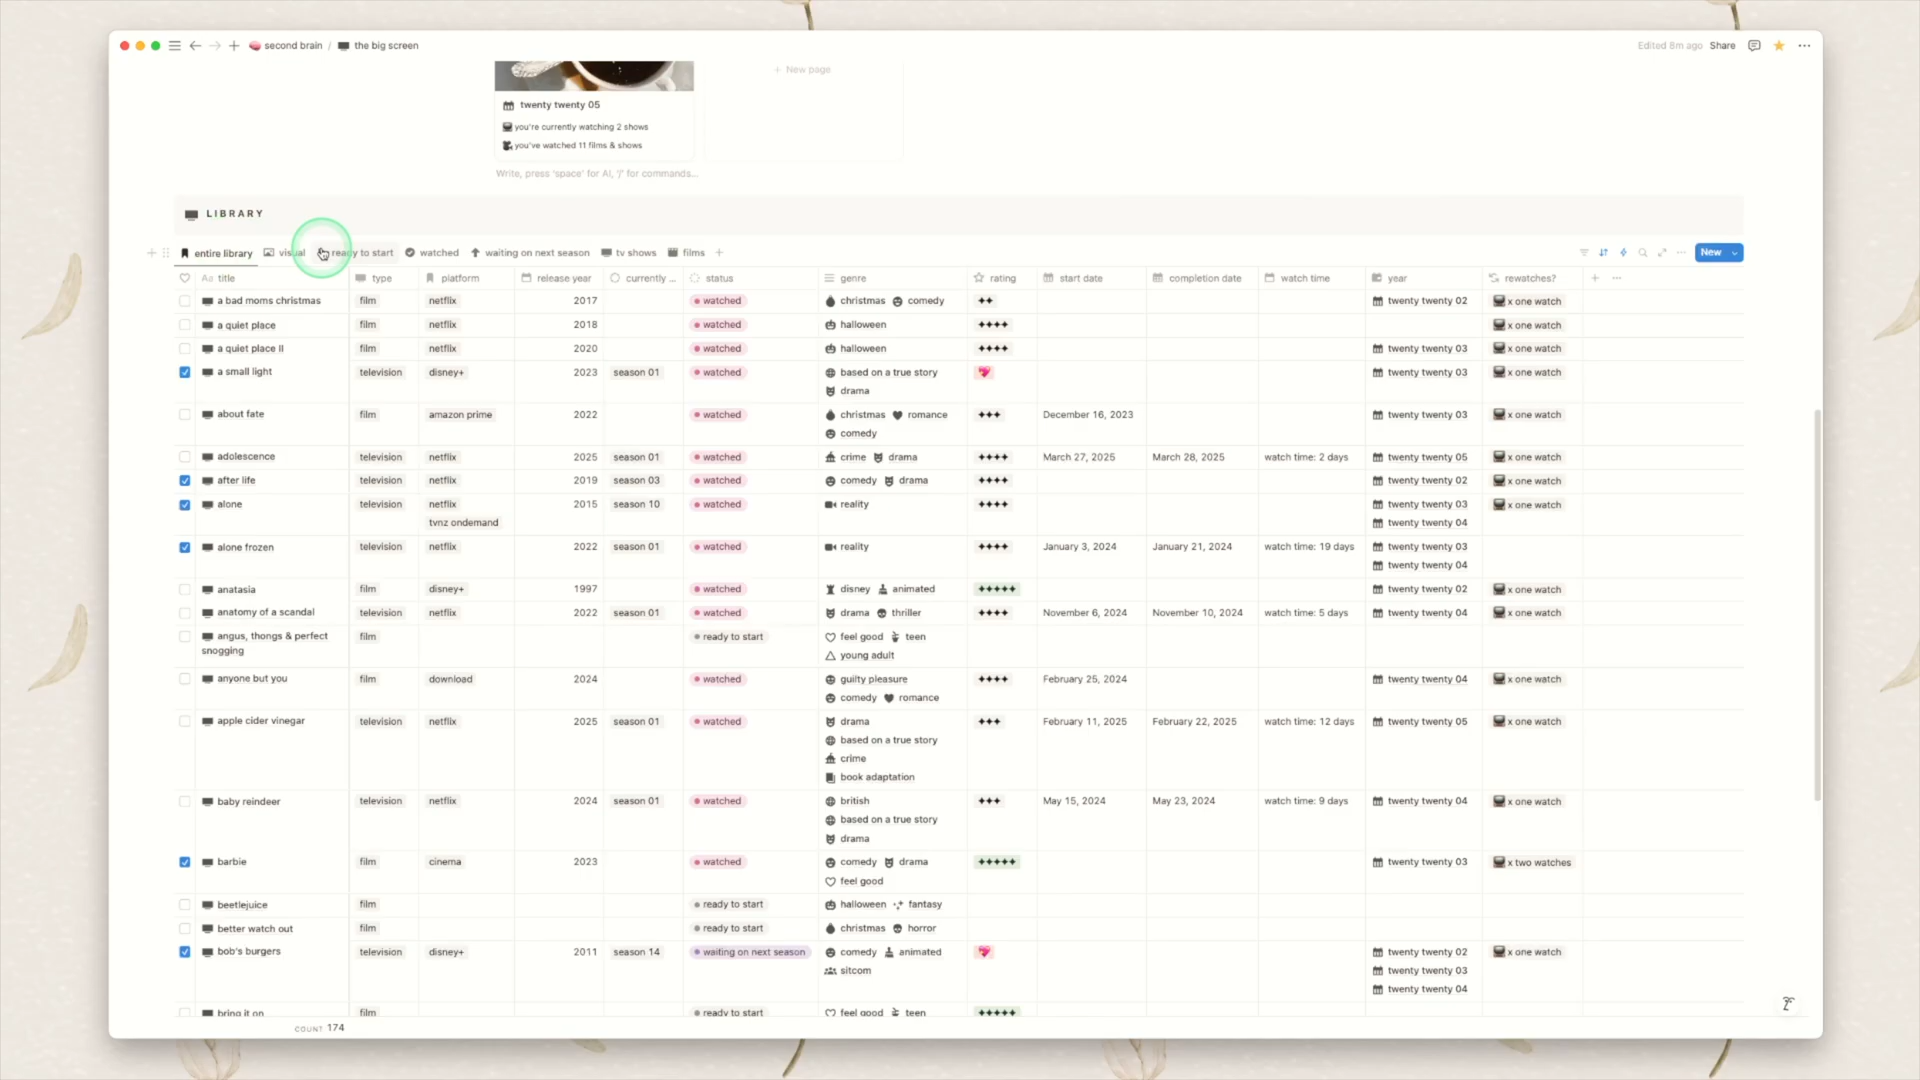 second brain / the big screen Edited 8m ago Share
+ New page
twenty twenty 05
you're currently watching 2 shows
you've watched 11 films & shows
Write, press 'space' for AI, '/' for commands...
LIBRARY
entire library visual ready to start watched waiting on next season tv shows films + New
Aa title type platform release year currently ... status genre rating start date completion date watch time year rewatches?
a bad moms christmas film netflix 2017 watched christmas comedy ✦✦ twenty twenty 02 x one watch
a quiet place film netflix 2018 watched halloween ✦✦✦✦ x one watch
a quiet place II film netflix 2020 watched halloween ✦✦✦✦ twenty twenty 03 x one watch
a small light television disney+ 2023 season 01 watched based on a true story twenty twenty 03 x one watch
drama
about fate film amazon prime 2022 watched christmas romance ✦✦✦ December 16, 2023 twenty twenty 03 x one watch
comedy
adolescence television netflix 2025 season 01 watched crime drama ✦✦✦✦ March 27, 2025 March 28, 2025 watch time: 2 days twenty twenty 05 x one watch
after life television netflix 2019 season 03 watched comedy drama ✦✦✦✦ twenty twenty 02 x one watch
alone television netflix 2015 season 10 watched reality ✦✦✦✦ twenty twenty 03 x one watch
tvnz ondemand twenty twenty 04
alone frozen television netflix 2022 season 01 watched reality ✦✦✦✦ January 3, 2024 January 21, 2024 watch time: 19 days twenty twenty 03
twenty twenty 04
anatasia film disney+ 1997 watched disney animated ✦✦✦✦✦ twenty twenty 02 x one watch
anatomy of a scandal television netflix 2022 season 01 watched drama thriller ✦✦✦✦ November 6, 2024 November 10, 2024 watch time: 5 days twenty twenty 04 x one watch
angus, thongs & perfect film ready to start feel good teen
snogging young adult
anyone but you film download 2024 watched guilty pleasure ✦✦✦✦ February 25, 2024 twenty twenty 04 x one watch
comedy romance
apple cider vinegar television netflix 2025 season 01 watched drama ✦✦✦ February 11, 2025 February 22, 2025 watch time: 12 days twenty twenty 05 x one watch
based on a true story
crime
book adaptation
baby reindeer television netflix 2024 season 01 watched british ✦✦✦ May 15, 2024 May 23, 2024 watch time: 9 days twenty twenty 04 x one watch
based on a true story
drama
barbie film cinema 2023 watched comedy drama ✦✦✦✦✦ twenty twenty 03 x two watches
feel good
beetlejuice film ready to start halloween fantasy
better watch out film ready to start christmas horror
bob's burgers television disney+ 2011 season 14 waiting on next season comedy animated twenty twenty 02 x one watch
sitcom twenty twenty 03
twenty twenty 04
bring it on film ready to start feel good teen ✦✦✦✦✦
COUNT 174